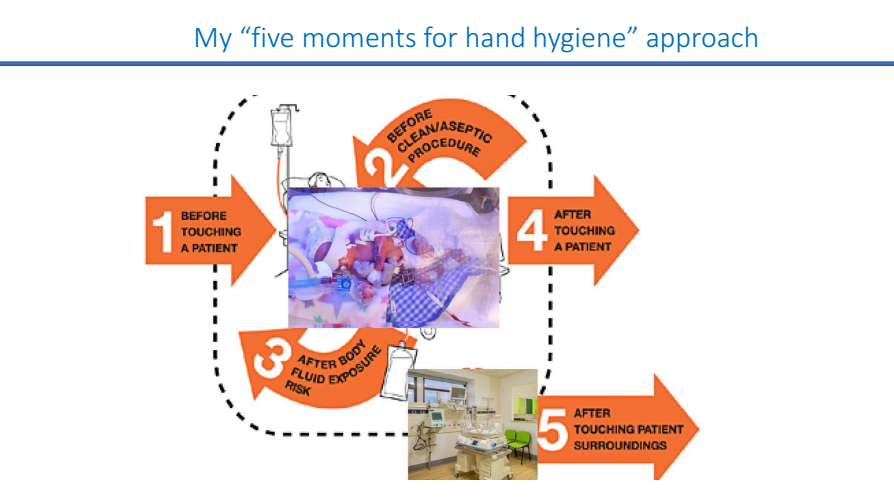 My “five moments for hand hygiene” approach
1
BEFORE
TOUCHING
A PATIENT
2
BEFORE
CLEAN/ASEPTIC
PROCEDURE
3
AFTER BODY
FLUID EXPOSURE
RISK
4
AFTER
TOUCHING
A PATIENT
5
AFTER
TOUCHING PATIENT
SURROUNDINGS